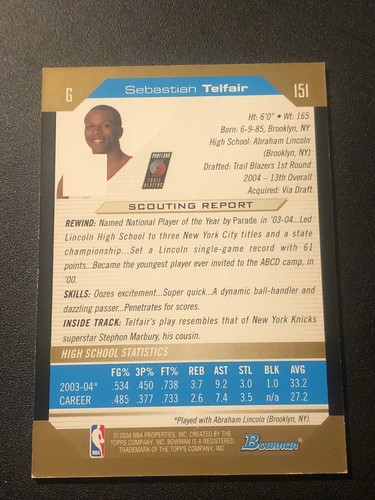 G Sebastian Telfair 151
Ht: 6'0" • Wt: 165
Born: 6-9-85, Brooklyn, NY
High School: Abraham Lincoln
(Brooklyn, NY)
Drafted: Trail Blazers 1st Round
2004 – 13th Overall
Acquired: Via Draft
PORTLAND
TRAIL
BLAZERS
SCOUTING REPORT
REWIND: Named National Player of the Year by Parade in '03-04...Led
Lincoln High School to three New York City titles and a state
championship...Set a Lincoln single-game record with 61
points...Became the youngest player ever invited to the ABCD camp, in
'00.
SKILLS: Oozes excitement...Super quick...A dynamic ball-handler and
dazzling passer...Penetrates for scores.
INSIDE TRACK: Telfair's play resembles that of New York Knicks
superstar Stephon Marbury, his cousin.
HIGH SCHOOL STATISTICS
FG% 3P% FT% REB AST STL BLK AVG
2003-04* .534 .450 .738 3.7 9.2 3.0 1.0 33.2
CAREER .485 .377 .733 2.6 7.4 3.5 n/a 27.2
*Played with Abraham Lincoln (Brooklyn, NY).
NBA
© 2004 NBA PROPERTIES, INC. CREATED BY THE
TOPPS COMPANY, INC. BOWMAN IS A REGISTERED
TRADEMARK OF THE TOPPS COMPANY, INC
Bowman